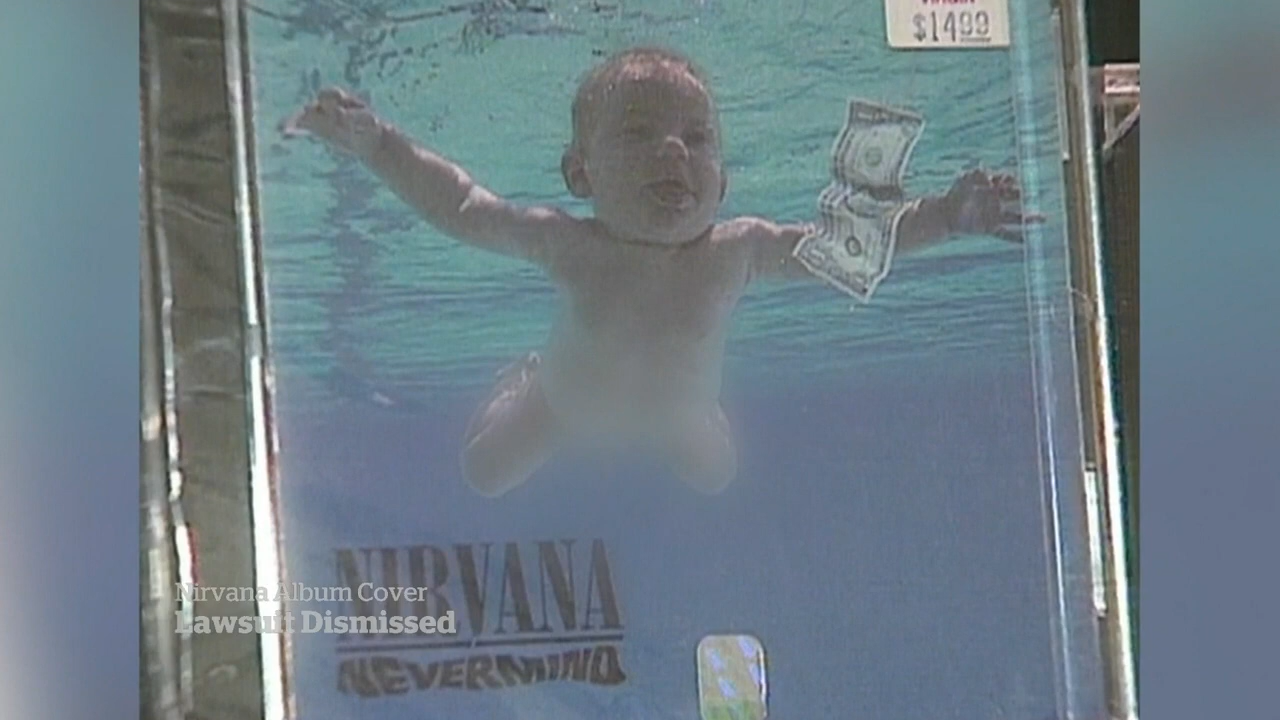 $14.99
NIRVANA
Nirvana Album Cover
Lawsuit Dismissed
NEVERMIND